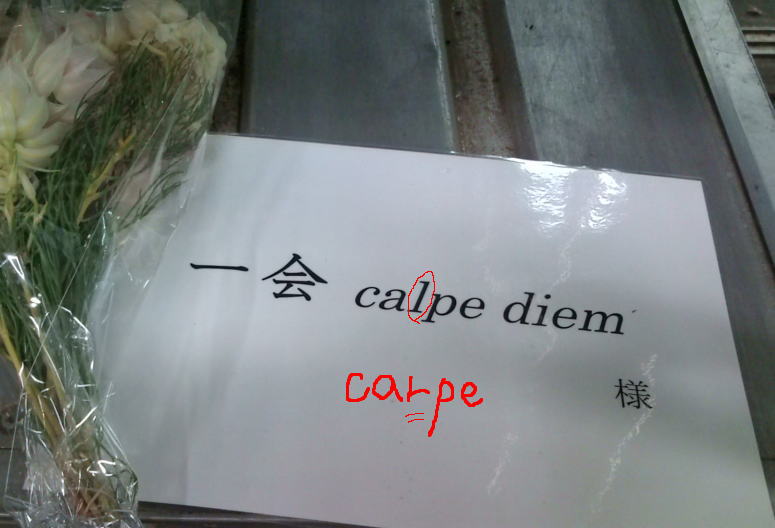 一会 calpe diem
carpe
様